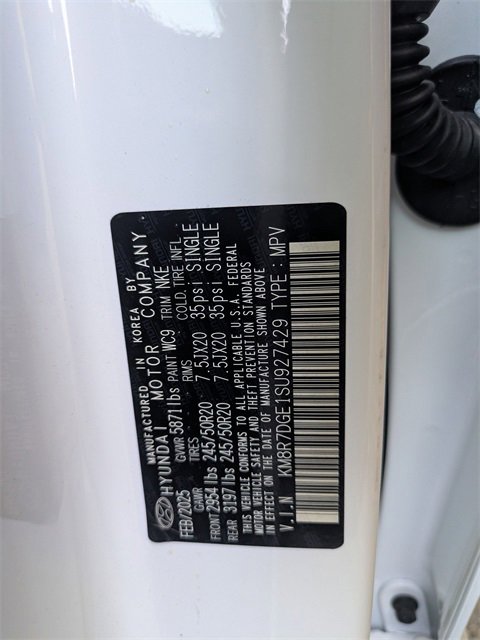 MANUFACTURED IN KOREA BY
HYUNDAI MOTOR COMPANY
FEB/2025 GVWR 5871lbs PAINT WC9 TRIM NKE
GAWR TIRES RIMS COLD. TIRE INFL.
FRONT 2954lbs 245/50R20 7.5JX20 35psi SINGLE
REAR 3197lbs 245/50R20 7.5JX20 35psi SINGLE
THIS VEHICLE CONFORMS TO ALL APPLICABLE U.S.A. FEDERAL
MOTOR VEHICLE SAFETY AND THEFT PREVENTION STANDARDS
IN EFFECT ON THE DATE OF MANUFACTURE SHOWN ABOVE
V.I.N KM8R7DGE1SU927429 TYPE : MPV